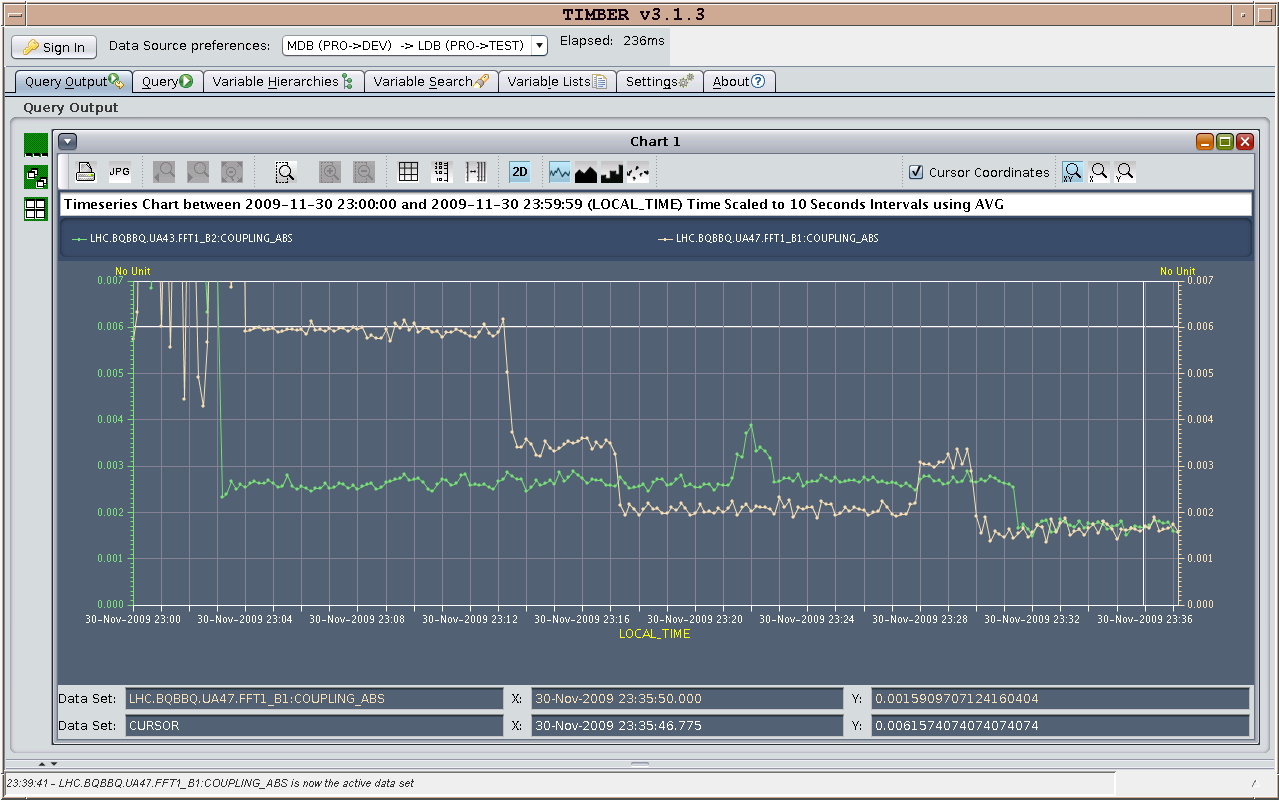 TIMBER v3.1.3
Sign In Data Source preferences: MDB (PRO->DEV) -> LDB (PRO->TEST) Elapsed: 236ms
Query Output Query Variable Hierarchies Variable Search Variable Lists Settings About
Query Output
Chart 1
JPG 2D Cursor Coordinates XY X Y
Timeseries Chart between 2009-11-30 23:00:00 and 2009-11-30 23:59:59 (LOCAL_TIME) Time Scaled to 10 Seconds Intervals using AVG
LHC.BQBBQ.UA43.FFT1_B2:COUPLING_ABS LHC.BQBBQ.UA47.FFT1_B1:COUPLING_ABS
No Unit No Unit
0.007 0.007
0.006 0.006
0.005 0.005
0.004 0.004
0.003 0.003
0.002 0.002
0.001 0.001
0.000 0.000
30-Nov-2009 23:00 30-Nov-2009 23:04 30-Nov-2009 23:08 30-Nov-2009 23:12 30-Nov-2009 23:16 30-Nov-2009 23:20 30-Nov-2009 23:24 30-Nov-2009 23:28 30-Nov-2009 23:32 30-Nov-2009 23:36
LOCAL_TIME
Data Set: LHC.BQBBQ.UA47.FFT1_B1:COUPLING_ABS X: 30-Nov-2009 23:35:50.000 Y: 0.0015909707124160404
Data Set: CURSOR X: 30-Nov-2009 23:35:46.775 Y: 0.0061574074074074074
23:39:41 - LHC.BQBBQ.UA47.FFT1_B1:COUPLING_ABS is now the active data set